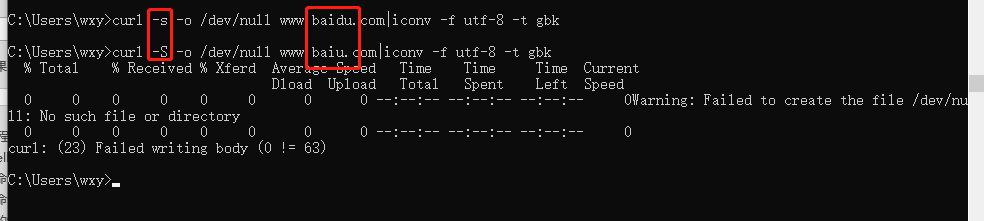 C:\Users\wxy>curl -s -o /dev/null www.baidu.com|iconv -f utf-8 -t gbk
C:\Users\wxy>curl -S -o /dev/null www.baiu.com|iconv -f utf-8 -t gbk
% Total % Received % Xferd Average Speed Time Time Time Current
Dload Upload Total Spent Left Speed
0 0 0 0 0 0 0 0 --:--:-- --:--:-- --:--:-- 0Warning: Failed to create the file /dev/nu
ll: No such file or directory
0 0 0 0 0 0 0 0 --:--:-- --:--:-- --:--:-- 0
curl: (23) Failed writing body (0 != 63)
C:\Users\wxy>